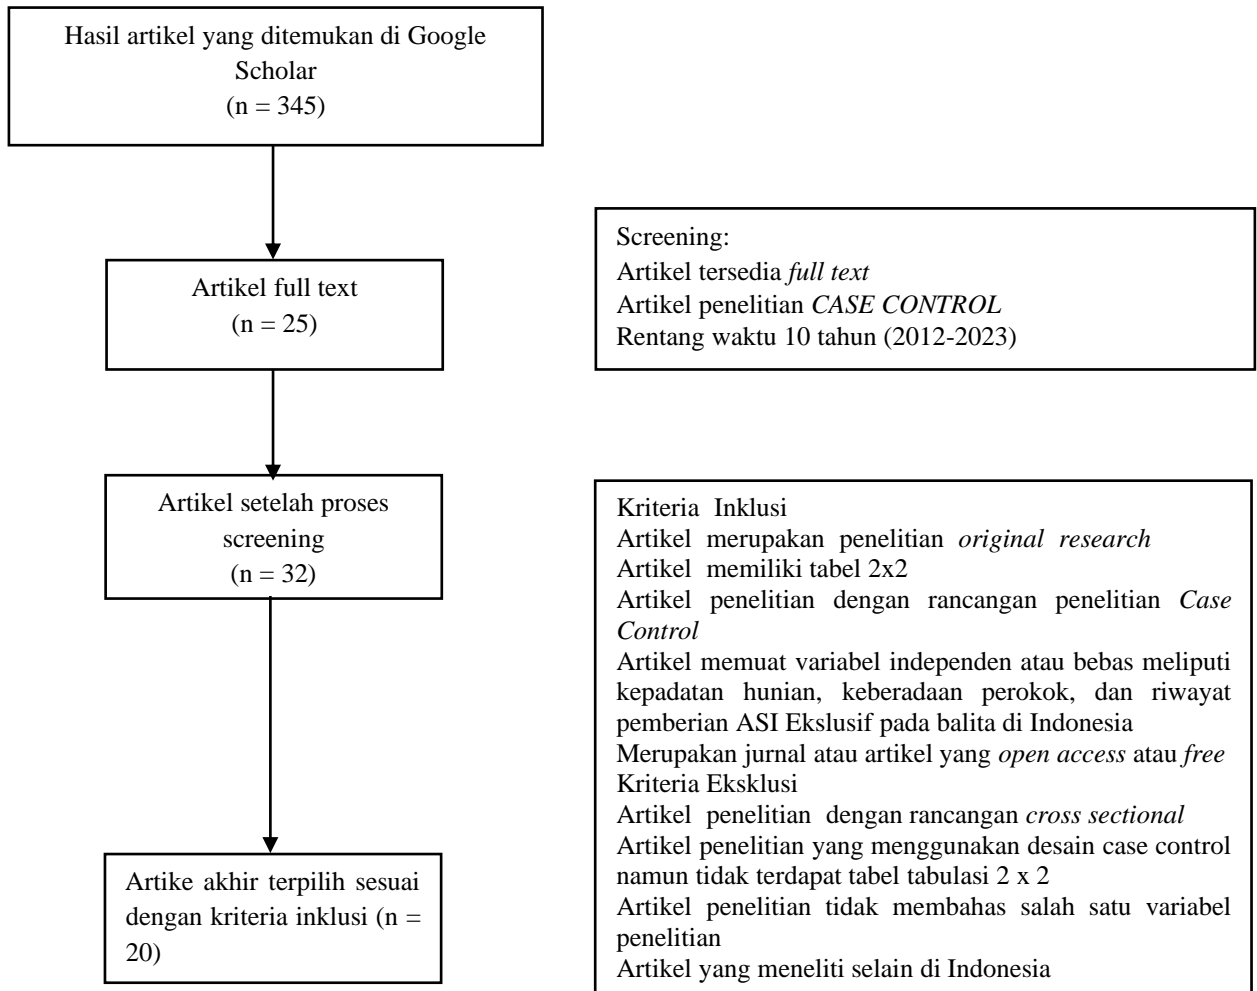 Hasil artikel yang ditemukan di Google
Scholar
(n = 345)
Screening:
Artikel tersedia full text
Artikel penelitian CASE CONTROL
Rentang waktu 10 tahun (2012-2023)
Artikel full text
(n = 25)
Artikel setelah proses
screening
(n = 32)
Kriteria Inklusi
Artikel merupakan penelitian original research
Artikel memiliki tabel 2x2
Artikel penelitian dengan rancangan penelitian Case
Control
Artikel memuat variabel independen atau bebas meliputi
kepadatan hunian, keberadaan perokok, dan riwayat
pemberian ASI Ekslusif pada balita di Indonesia
Merupakan jurnal atau artikel yang open access atau free
Kriteria Eksklusi
Artikel penelitian dengan rancangan cross sectional
Artikel penelitian yang menggunakan desain case control
namun tidak terdapat tabel tabulasi 2 x 2
Artikel penelitian tidak membahas salah satu variabel
penelitian
Artikel yang meneliti selain di Indonesia
Artike akhir terpilih sesuai
dengan kriteria inklusi (n =
20)